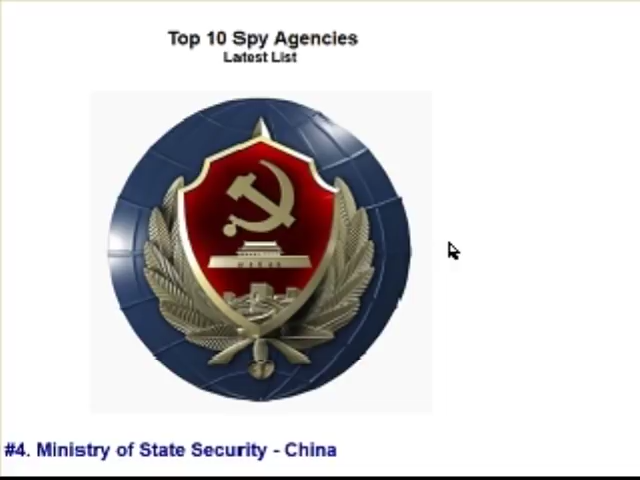 Top 10 Spy Agencies
Latest List
#4. Ministry of State Security - China